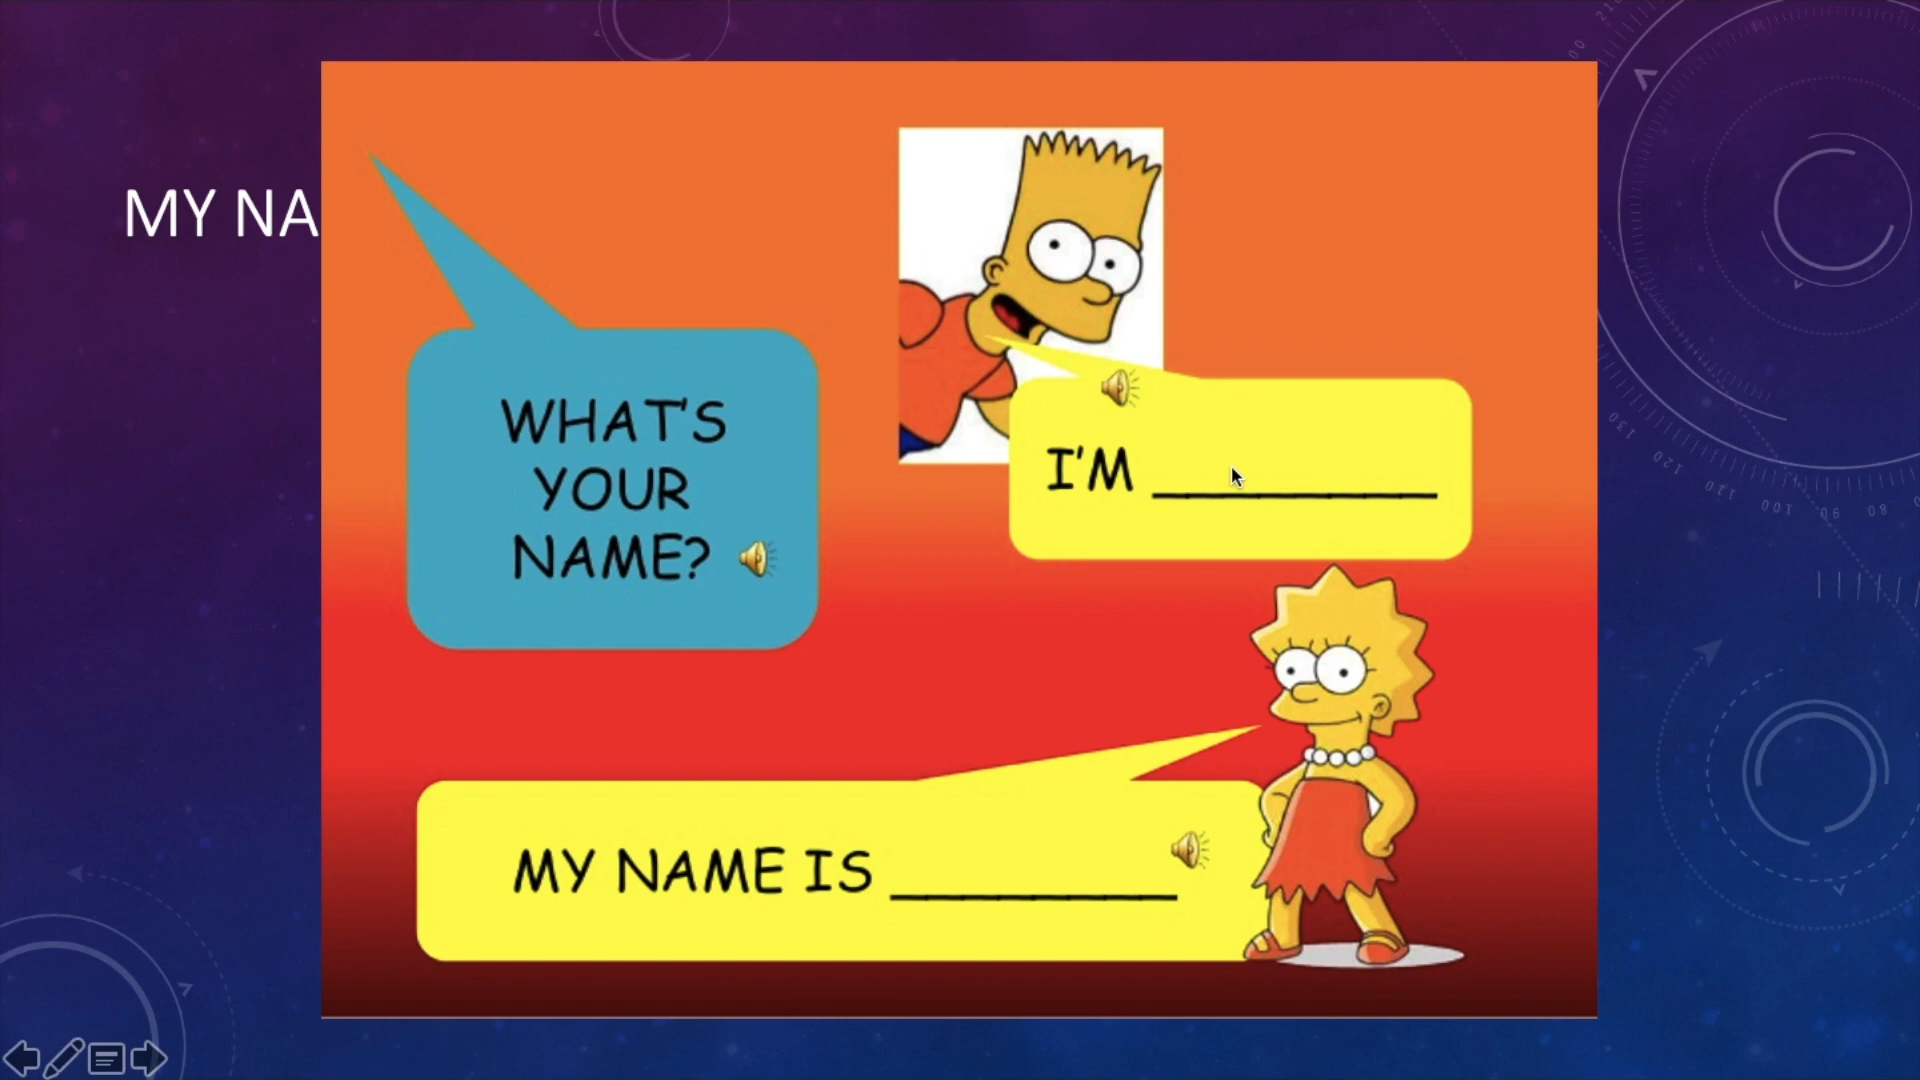 MY NA
WHAT'S
YOUR
NAME?
I'M ________
MY NAME IS ________